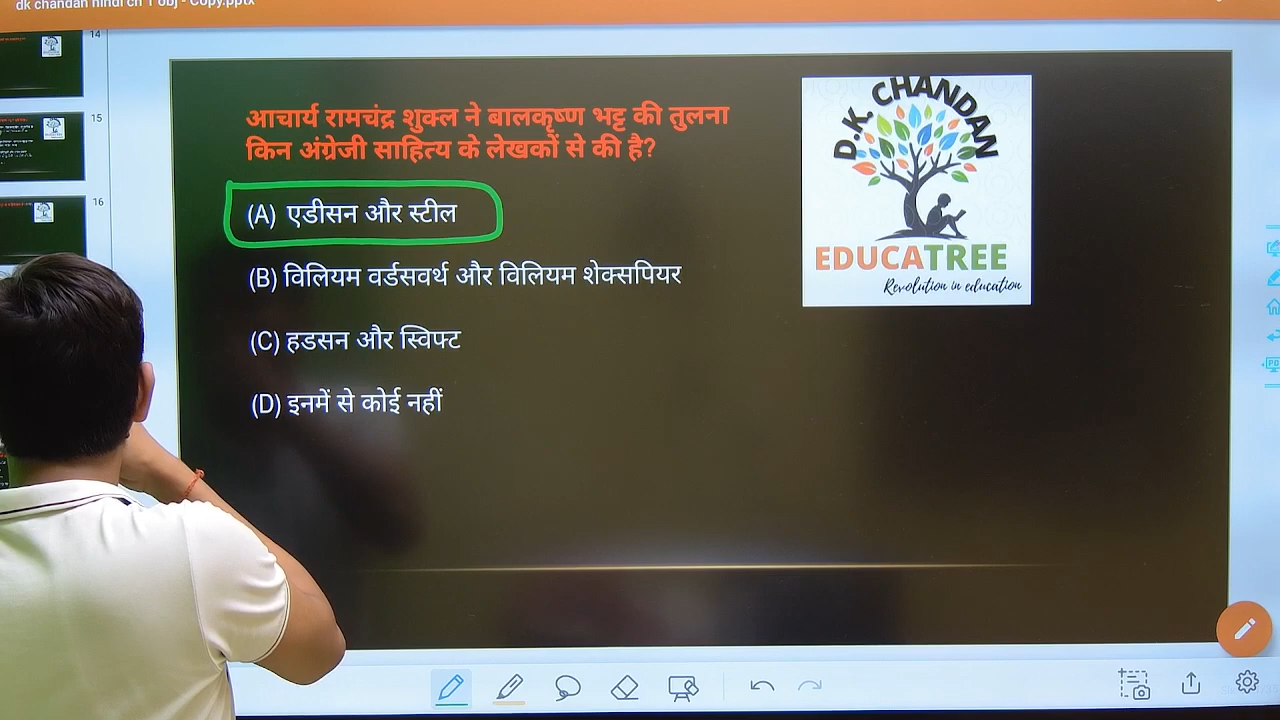 dk chandan hindi ch 1 obj - Copy.pptx
14
15
16
आचार्य रामचंद्र शुक्ल ने बालकृष्ण भट्ट की तुलना
किन अंग्रेजी साहित्य के लेखकों से की है?
(A) एडीसन और स्टील
(B) विलियम वर्डसवर्थ और विलियम शेक्सपियर
(C) हडसन और स्विफ्ट
(D) इनमें से कोई नहीं
D.K. CHANDAN
EDUCATREE
Revolution in education